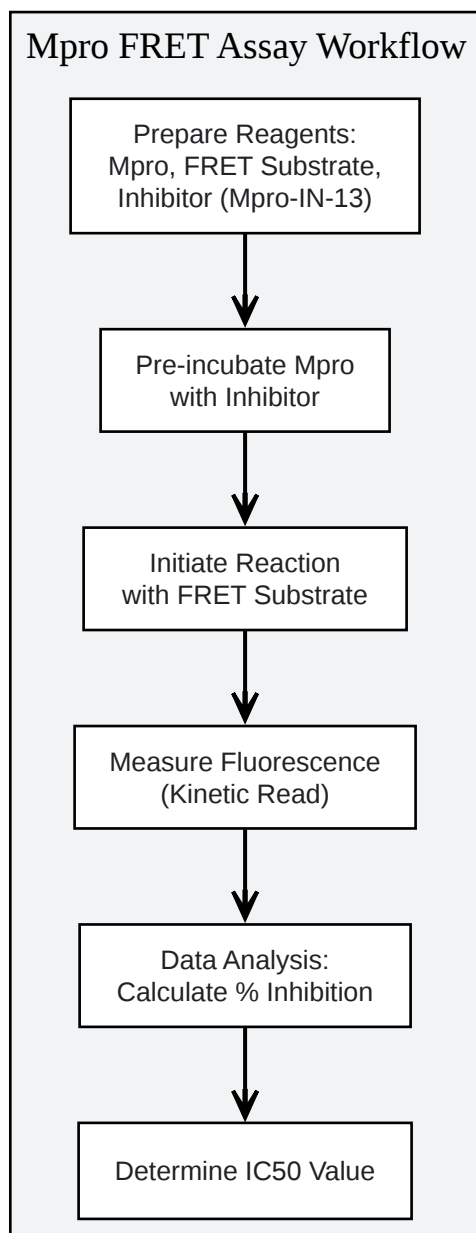 Mpro FRET Assay Workflow
Prepare Reagents:
Mpro, FRET Substrate,
Inhibitor (Mpro-IN-13)
Pre-incubate Mpro
with Inhibitor
Initiate Reaction
with FRET Substrate
Measure Fluorescence
(Kinetic Read)
Data Analysis:
Calculate % Inhibition
Determine IC50 Value